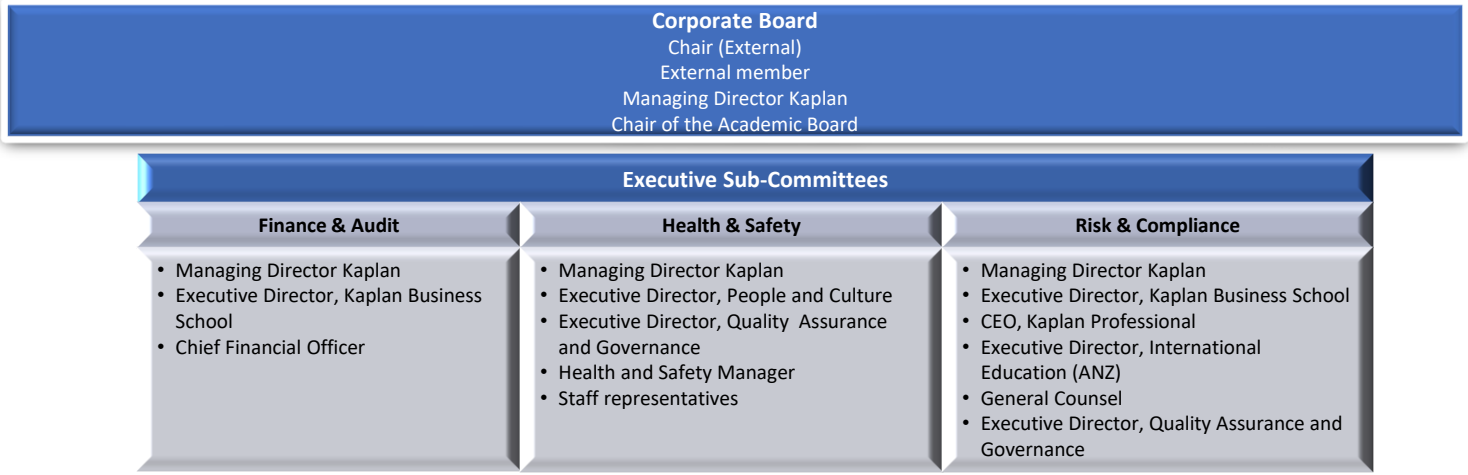 Corporate Board
Chair (External)
External member
Managing Director Kaplan
Chair of the Academic Board
Executive Sub-Committees
Finance & Audit
• Managing Director Kaplan
• Executive Director, Kaplan Business
School
• Chief Financial Officer
Health & Safety
• Managing Director Kaplan
• Executive Director, People and Culture
• Executive Director, Quality  Assurance
and Governance
• Health and Safety Manager
• Staff representatives
Risk & Compliance
• Managing Director Kaplan
• Executive Director, Kaplan Business School
• CEO, Kaplan Professional
• Executive Director, International
Education (ANZ)
• General Counsel
• Executive Director, Quality Assurance and
Governance